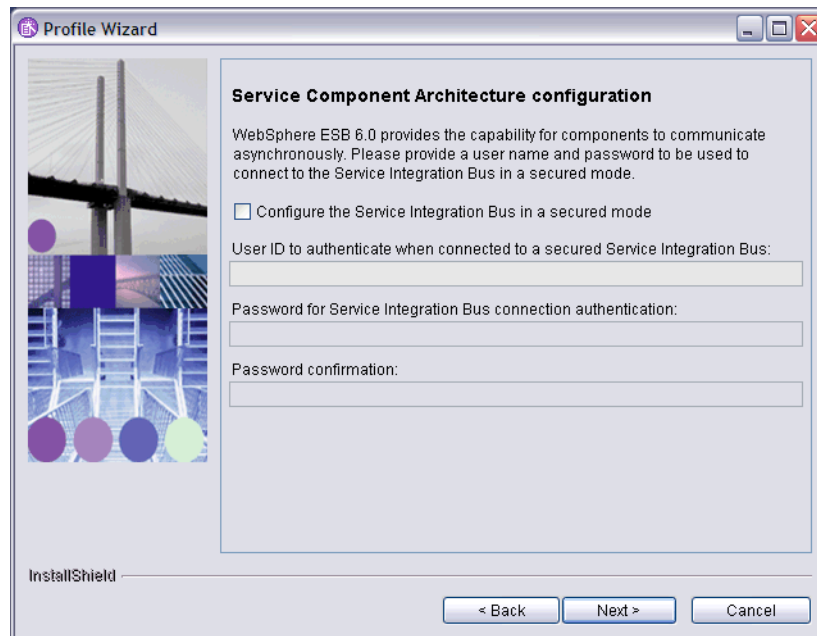 Profile Wizard
Service Component Architecture configuration
WebSphere ESB 6.0 provides the capability for components to communicate
asynchronously. Please provide a user name and password to be used to
connect to the Service Integration Bus in a secured mode.
Configure the Service Integration Bus in a secured mode
User ID to authenticate when connected to a secured Service Integration Bus:
Password for Service Integration Bus connection authentication:
Password confirmation:
InstallShield
< Back
Next >
Cancel